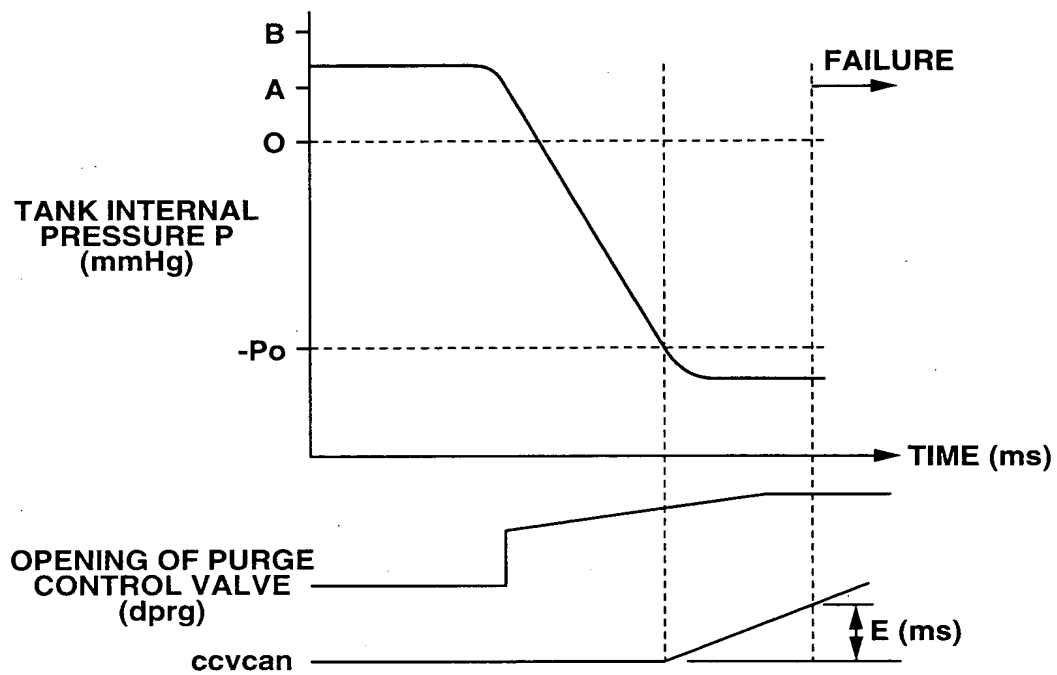 B
A
O
-Po
TANK INTERNAL
PRESSURE P
(mmHg)
FAILURE
TIME (ms)
OPENING OF PURGE
CONTROL VALVE
(dprg)
ccvcan
E (ms)